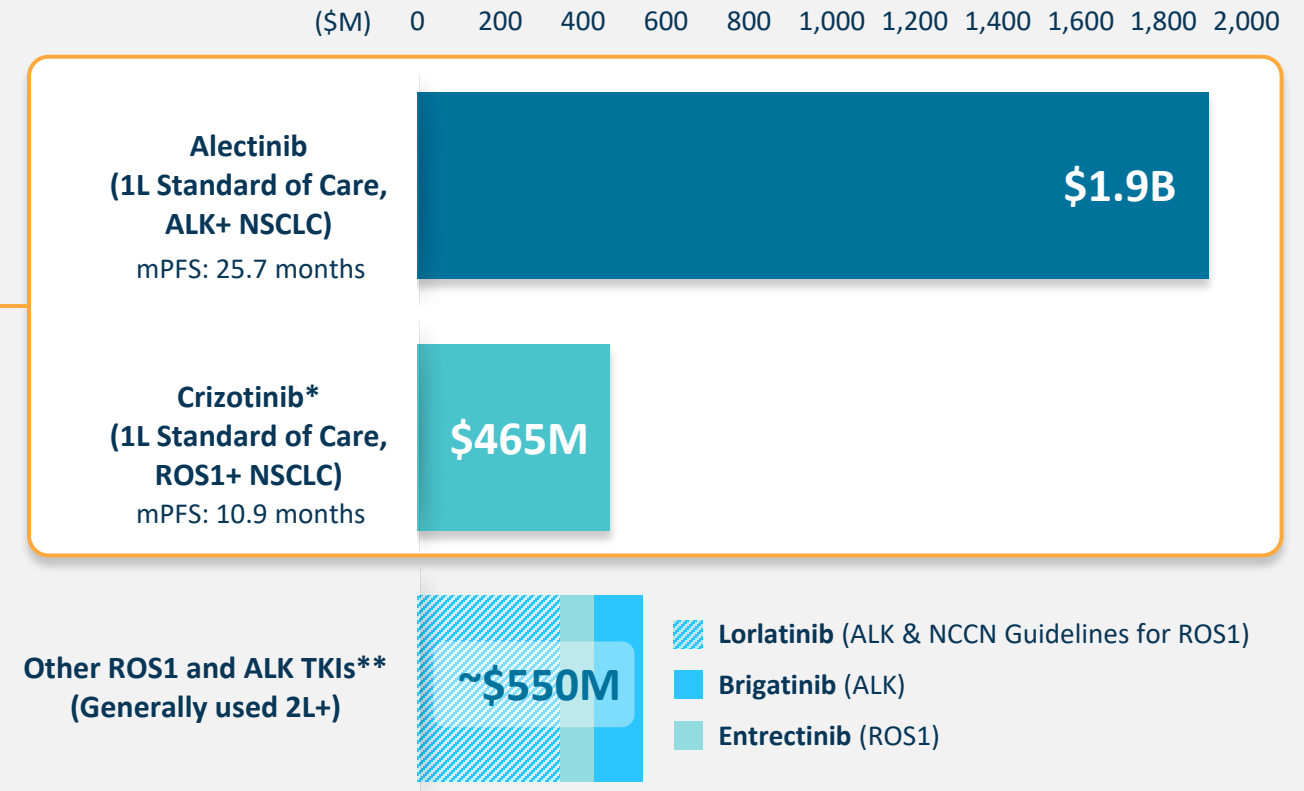 ($M) 0 200 400 600 800 1,000 1,200 1,400 1,600 1,800 2,000
Alectinib
(1L Standard of Care,
ALK+ NSCLC)
mPFS: 25.7 months
$1.9B
Crizotinib*
(1L Standard of Care,
ROS1+ NSCLC)
mPFS: 10.9 months
$465M
Other ROS1 and ALK TKIs**
(Generally used 2L+)
~$550M
Lorlatinib (ALK & NCCN Guidelines for ROS1)
Brigatinib (ALK)
Entrectinib (ROS1)